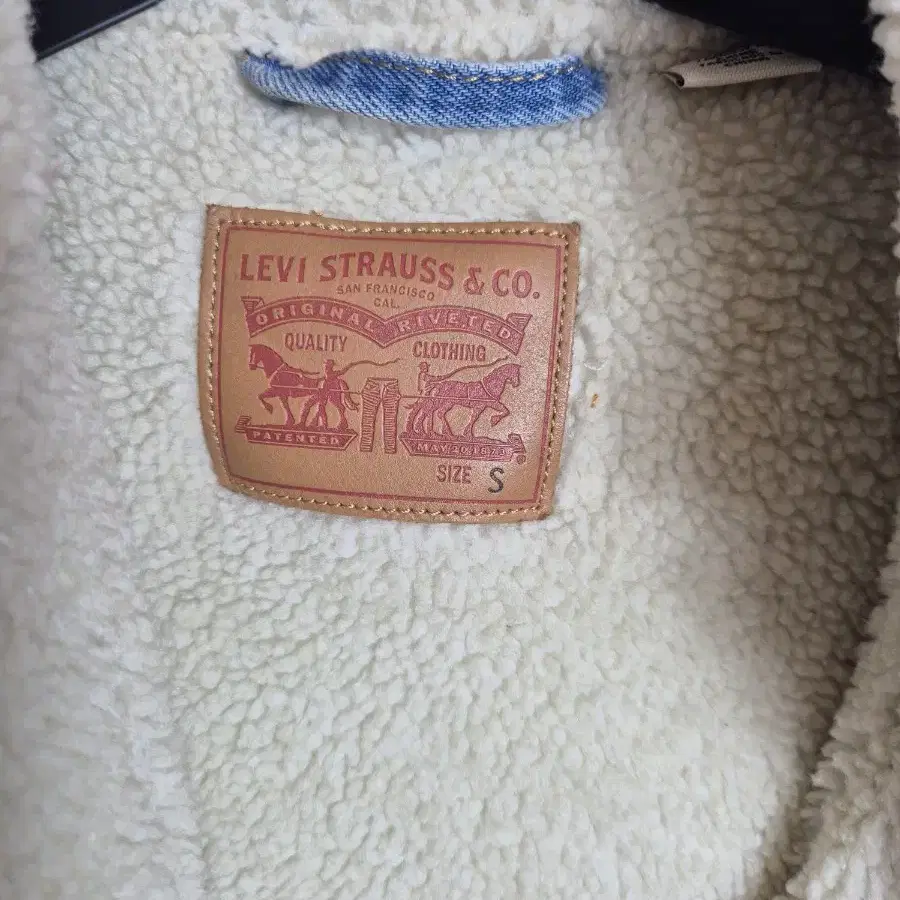 LEVI STRAUSS & CO.
SAN FRANCISCO
CAL.
ORIGINAL RIVETED
QUALITY CLOTHING
PATENTED MAY 20 1873
®
SIZE S